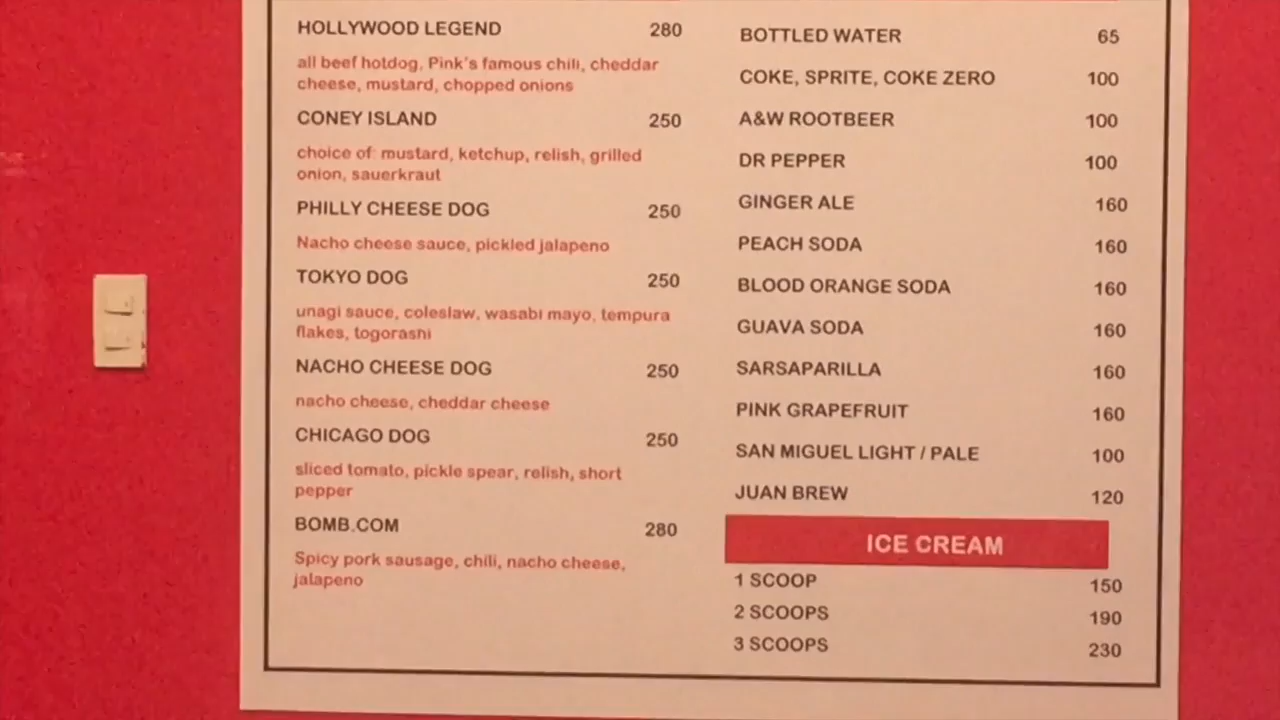 HOLLYWOOD LEGEND 280
all beef hotdog, Pink's famous chili, cheddar
cheese, mustard, chopped onions
CONEY ISLAND 250
choice of: mustard, ketchup, relish, grilled
onion, sauerkraut
PHILLY CHEESE DOG 250
Nacho cheese sauce, pickled jalapeno
TOKYO DOG 250
unagi sauce, coleslaw, wasabi mayo, tempura
flakes, togorashi
NACHO CHEESE DOG 250
nacho cheese, cheddar cheese
CHICAGO DOG 250
sliced tomato, pickle spear, relish, short
pepper
BOMB.COM 280
Spicy pork sausage, chili, nacho cheese,
jalapeno
BOTTLED WATER 65
COKE, SPRITE, COKE ZERO 100
A&W ROOTBEER 100
DR PEPPER 100
GINGER ALE 160
PEACH SODA 160
BLOOD ORANGE SODA 160
GUAVA SODA 160
SARSAPARILLA 160
PINK GRAPEFRUIT 160
SAN MIGUEL LIGHT / PALE 100
JUAN BREW 120
ICE CREAM
1 SCOOP 150
2 SCOOPS 190
3 SCOOPS 230